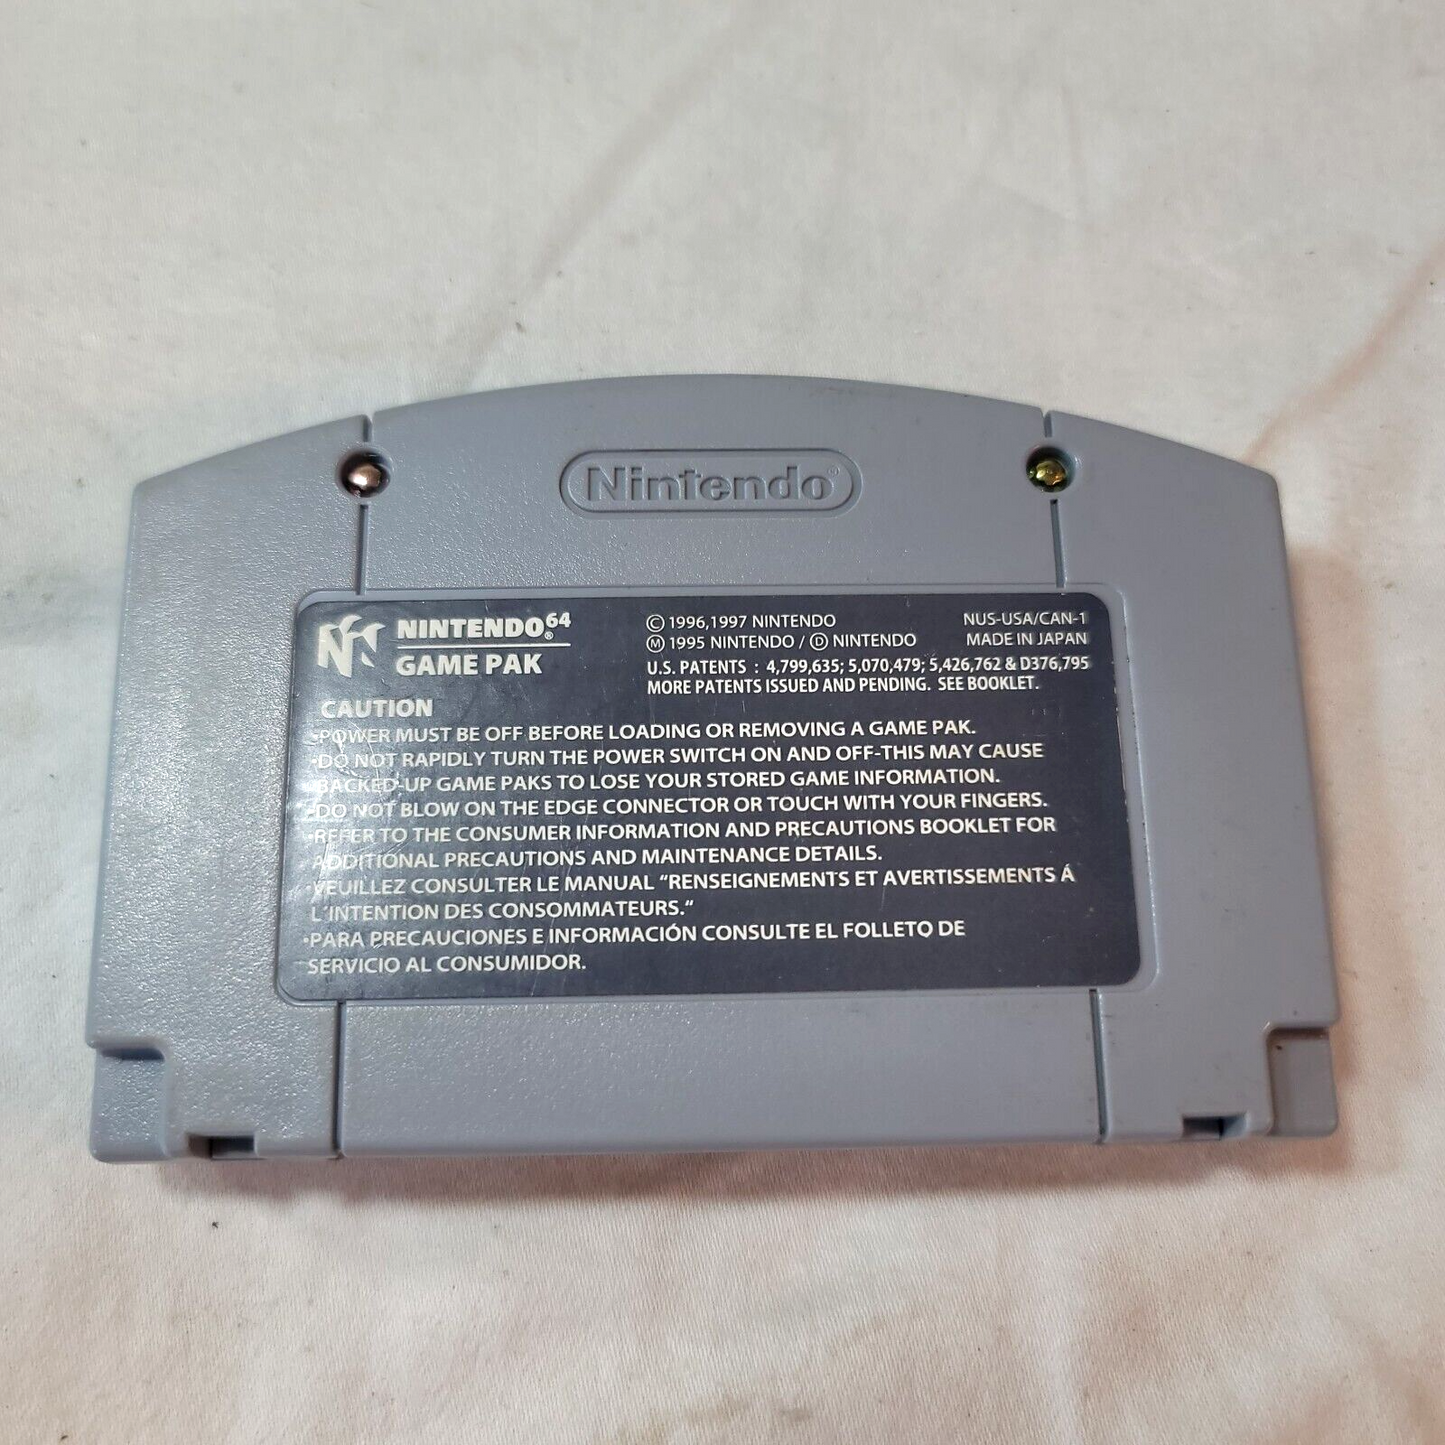 Nintendo®
NINTENDO®64
GAME PAK
© 1996,1997 NINTENDO
Ⓜ 1995 NINTENDO / Ⓓ NINTENDO
NUS-USA/CAN-1
MADE IN JAPAN
U.S. PATENTS : 4,799,635; 5,070,479; 5,426,762 & D376,795
MORE PATENTS ISSUED AND PENDING. SEE BOOKLET.
CAUTION
•POWER MUST BE OFF BEFORE LOADING OR REMOVING A GAME PAK.
•DO NOT RAPIDLY TURN THE POWER SWITCH ON AND OFF-THIS MAY CAUSE
BACKED-UP GAME PAKS TO LOSE YOUR STORED GAME INFORMATION.
•DO NOT BLOW ON THE EDGE CONNECTOR OR TOUCH WITH YOUR FINGERS.
•REFER TO THE CONSUMER INFORMATION AND PRECAUTIONS BOOKLET FOR
ADDITIONAL PRECAUTIONS AND MAINTENANCE DETAILS.
•VEUILLEZ CONSULTER LE MANUAL "RENSEIGNEMENTS ET AVERTISSEMENTS Á
L'INTENTION DES CONSOMMATEURS."
•PARA PRECAUCIONES E INFORMACIÓN CONSULTE EL FOLLETO DE
SERVICIO AL CONSUMIDOR.